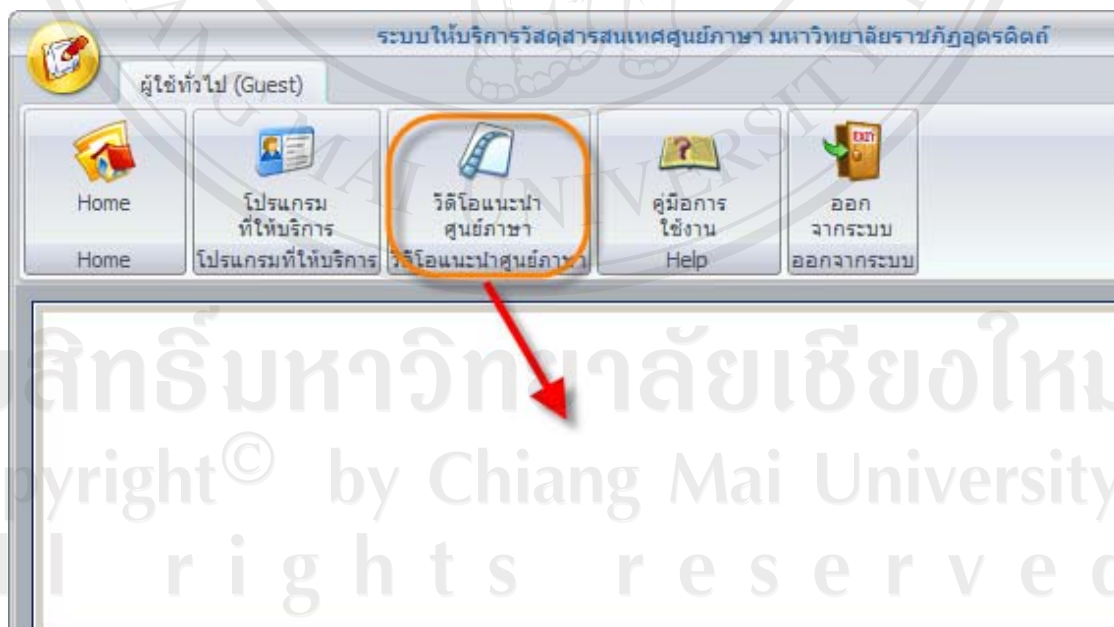 ระบบให้บริการวัสดุสารสนเทศศูนย์ภาษา มหาวิทยาลัยราชภัฏอุตรดิตถ์
ผู้ใช้ทั่วไป (Guest)
Home
โปรแกรม
ที่ให้บริการ
วีดิโอแนะนำ
ศูนย์ภาษา
คู่มือการ
ใช้งาน
EXIT
ออก
จากระบบ
Home
โปรแกรมที่ให้บริการ
วีดิโอแนะนำศูนย์ภาษา
Help
ออกจากระบบ
สิทธิ์มหาวิทยาลัยเชียงใหม่
pyright© by Chiang Mai University
l rights reserved
ANG MAI UNIVERSITY